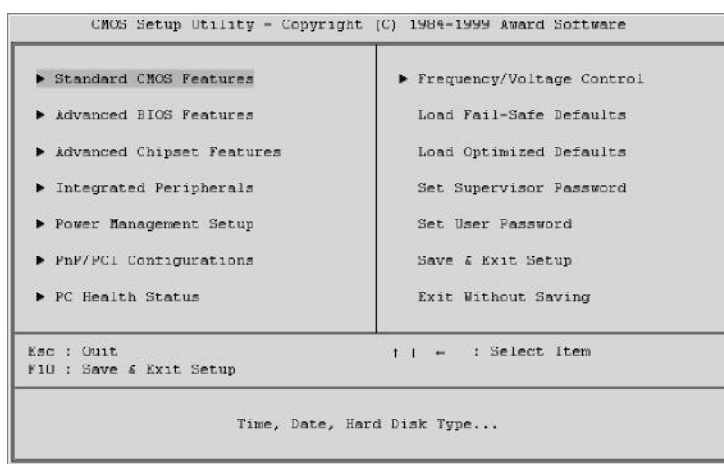 CMOS Setup Utility - Copyright (C) 1984-1999 Award Software
▶ Standard CMOS Features
▶ Advanced BIOS Features
▶ Advanced Chipset Features
▶ Integrated Peripherals
▶ Power Management Setup
▶ PnP/PCI Configurations
▶ PC Health Status
▶ Frequency/Voltage Control
Load Fail-Safe Defaults
Load Optimized Defaults
Set Supervisor Password
Set User Password
Save & Exit Setup
Exit Without Saving
Esc : Quit
F10 : Save & Exit Setup
↑ ↓ ← : Select Item
Time, Date, Hard Disk Type...